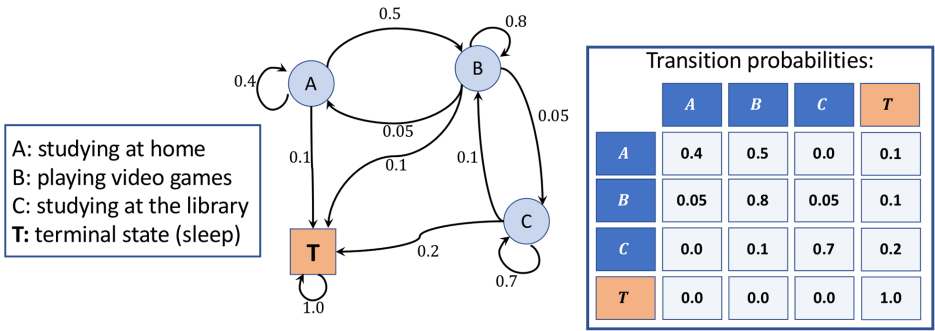 0.5
0.8
0.4
A
B
0.05
0.05
0.1
0.1
0.1
C
T
0.2
0.7
1.0
A: studying at home
B: playing video games
C: studying at the library
T: terminal state (sleep)
Transition probabilities:
A B C T
A 0.4 0.5 0.0 0.1
B 0.05 0.8 0.05 0.1
C 0.0 0.1 0.7 0.2
T 0.0 0.0 0.0 1.0